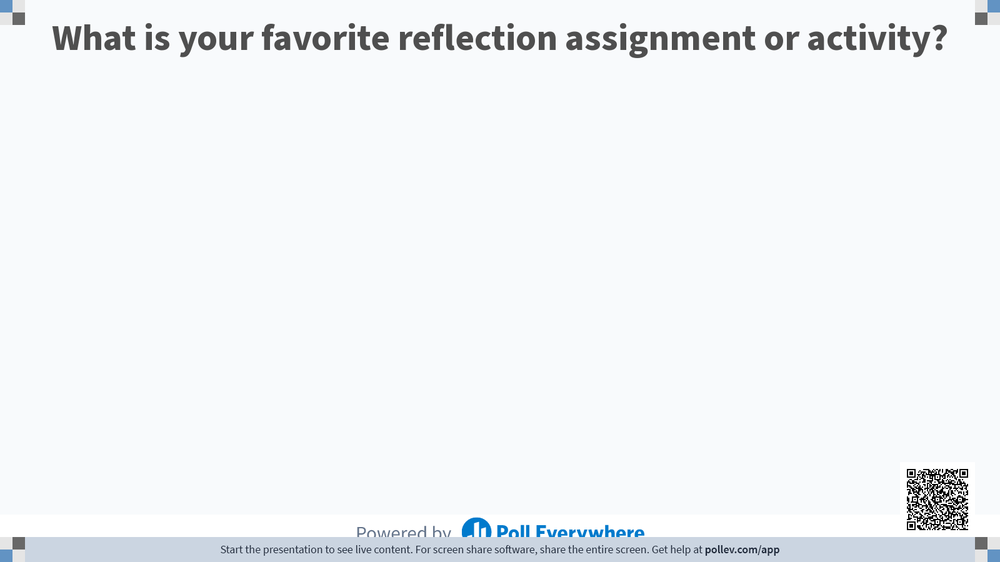 What is your favorite reflection assignment or activity?
Powered by Poll Everywhere
Start the presentation to see live content. For screen share software, share the entire screen. Get help at pollev.com/app